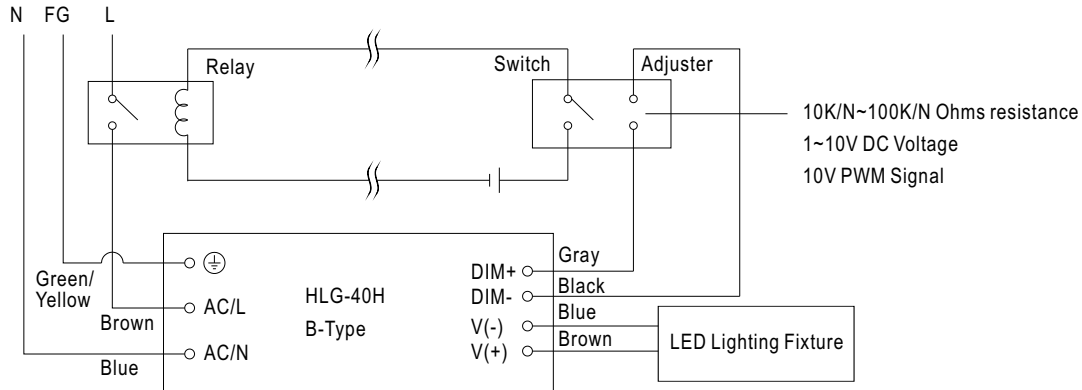 N FG L
Relay
Switch
Adjuster
10K/N~100K/N Ohms resistance
1~10V DC Voltage
10V PWM Signal
Green/
Yellow
Brown
Blue
AC/L
AC/N
HLG-40H
B-Type
DIM+
DIM-
V(-)
V(+)
Gray
Black
Blue
Brown
LED Lighting Fixture